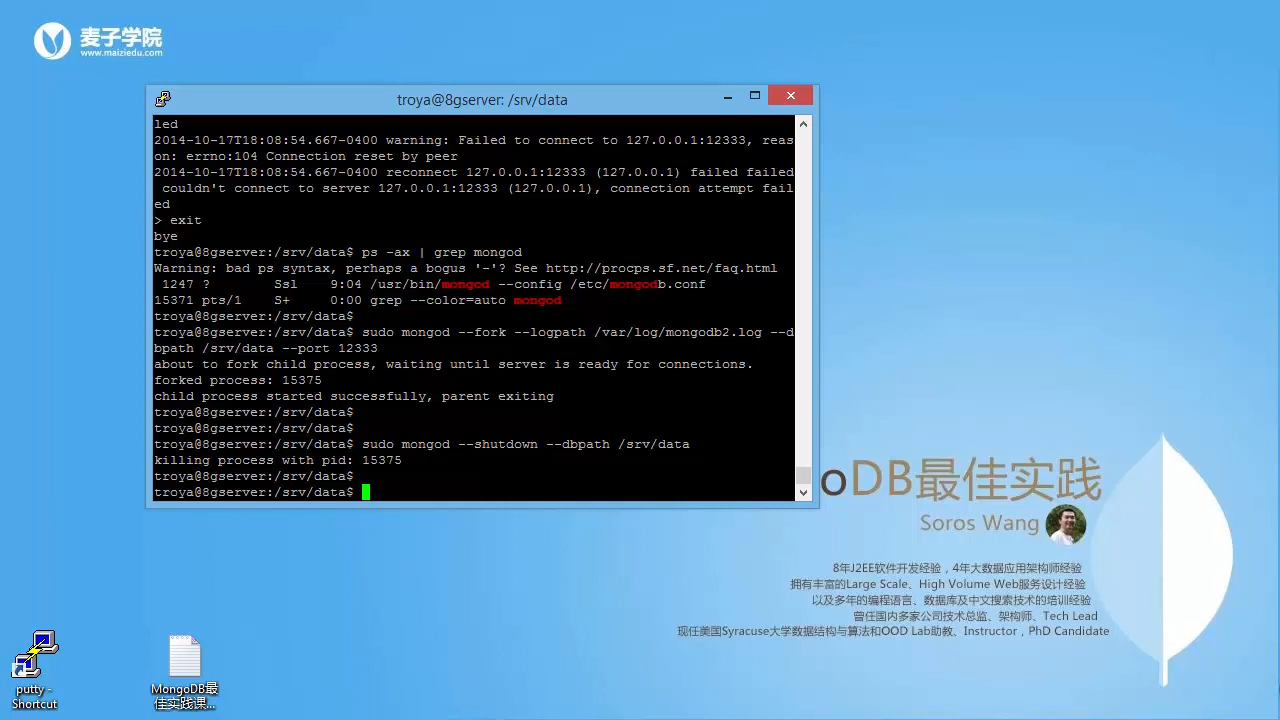 麦子学院
www.maiziedu.com
troya@8gserver: /srv/data
led
2014-10-17T18:08:54.667-0400 warning: Failed to connect to 127.0.0.1:12333, reas
on: errno:104 Connection reset by peer
2014-10-17T18:08:54.667-0400 reconnect 127.0.0.1:12333 (127.0.0.1) failed failed
couldn't connect to server 127.0.0.1:12333 (127.0.0.1), connection attempt fail
ed
> exit
bye
troya@8gserver:/srv/data$ ps -ax | grep mongod
Warning: bad ps syntax, perhaps a bogus '-'? See http://procps.sf.net/faq.html
1247 ? Ssl 9:04 /usr/bin/mongod --config /etc/mongodb.conf
15371 pts/1 S+ 0:00 grep --color=auto mongod
troya@8gserver:/srv/data$
troya@8gserver:/srv/data$ sudo mongod --fork --logpath /var/log/mongodb2.log --d
bpath /srv/data --port 12333
about to fork child process, waiting until server is ready for connections.
forked process: 15375
child process started successfully, parent exiting
troya@8gserver:/srv/data$
troya@8gserver:/srv/data$
troya@8gserver:/srv/data$ sudo mongod --shutdown --dbpath /srv/data
killing process with pid: 15375
troya@8gserver:/srv/data$
troya@8gserver:/srv/data$
oDB最佳实践
Soros Wang
8年J2EE软件开发经验，4年大数据应用架构师经验
拥有丰富的Large Scale、High Volume Web服务设计经验
以及多年的编程语言、数据库及中文搜索技术的培训经验
曾任国内多家公司技术总监、架构师、Tech Lead
现任美国Syracuse大学数据结构与算法和OOD Lab助教、Instructor，PhD Candidate
putty -
Shortcut
MongoDB最
佳实践课...